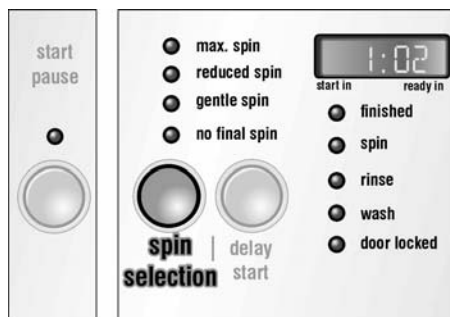 start
pause
max. spin
reduced spin
gentle spin
no final spin
spin
selection
delay
start
1:02
start in
ready in
finished
spin
rinse
wash
door locked